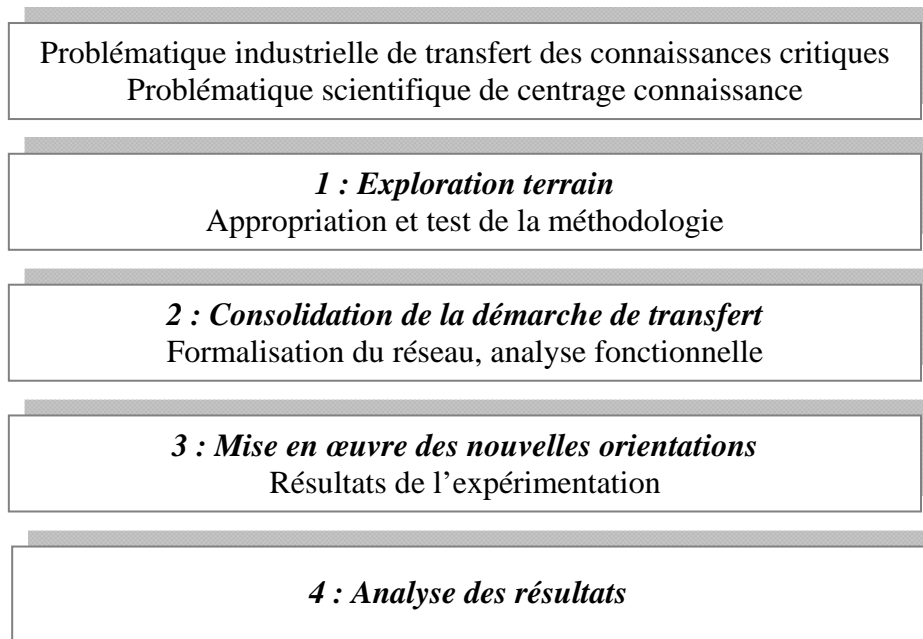 Problématique industrielle de transfert des connaissances critiques
Problématique scientifique de centrage connaissance
1 : Exploration terrain
Appropriation et test de la méthodologie
2 : Consolidation de la démarche de transfert
Formalisation du réseau, analyse fonctionnelle
3 : Mise en œuvre des nouvelles orientations
Résultats de l’expérimentation
4 : Analyse des résultats